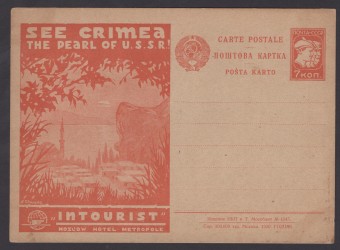 SEE CRIMEA
THE PEARL OF U.S.S.R!
INTOURIST"
MOSCOW HOTEL METROPOLE
CARTE POSTALE
ПОШТОВА КАРТКА
POŜTA KARTO
7 КОП